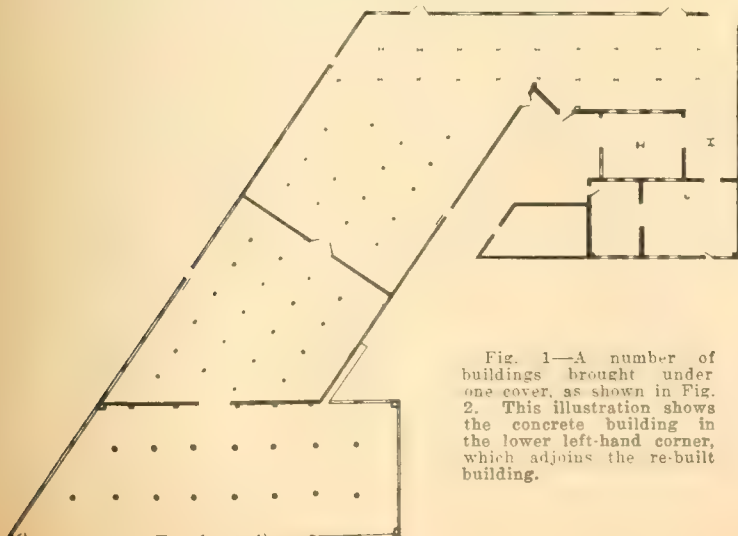 Fig. 1—A number of
buildings brought under
one cover, as shown in Fig.
2. This illustration shows
the concrete building in
the lower left-hand corner,
which adjoins the re-built
building.